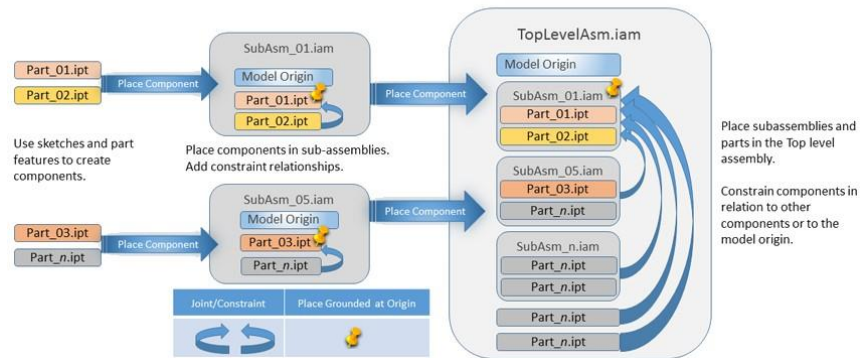 Part_01.ipt
Part_02.ipt
Use sketches and part
features to create
components.
Part_03.ipt
Part_n.ipt
Place Component
Place Component
SubAsm_01.iam
Model Origin
Part_01.ipt
Part_02.ipt
Place components in sub-assemblies.
Add constraint relationships.
SubAsm_05.iam
Model Origin
Part_03.ipt
Part_n.ipt
Joint/Constraint
Place Grounded at Origin
Place Component
Place Component
TopLevelAsm.iam
Model Origin
SubAsm_01.iam
Part_01.ipt
Part_02.ipt
SubAsm_05.iam
Part_03.ipt
Part_n.ipt
SubAsm_n.iam
Part_n.ipt
Part_n.ipt
Part_n.ipt
Part_n.ipt
Place subassemblies and
parts in the Top level
assembly.
Constrain components in
relation to other
components or to the
model origin.